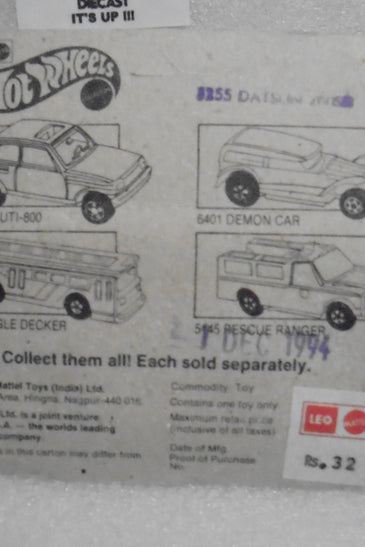 DIECAST
IT'S UP !!!
Hot Wheels
8255 DATSUN
UTI-800
6401 DEMON CAR
GLE DECKER
5145 RESCUE RANGER
1 DEC 1994
Collect them all! Each sold separately.
Mattel Toys (India) Ltd.
Area, Hingna, Nagpur-440 016
Ltd. is a joint venture
.A. — the worlds leading
company.
s in this carton may differ from
Commodity Toy
Contains one toy only
Maximum retail price
(inclusive of all taxes)
Date of Mfg.
Proof of Purchase
No.
LEO
Rs. 32